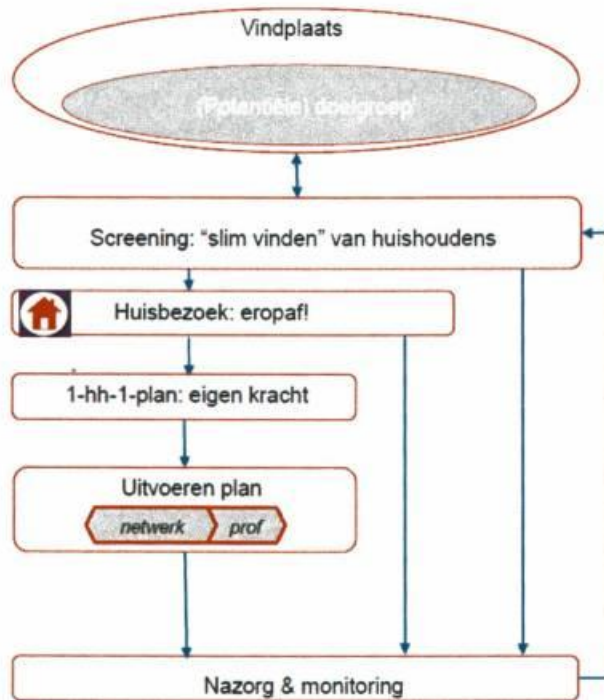 Vindplaats
(Potentiële) doelgroep
Screening: “slim vinden” van huishoudens
Huisbezoek: eropaf!
1-hh-1-plan: eigen kracht
Uitvoeren plan
netwerk prof
Nazorg & monitoring